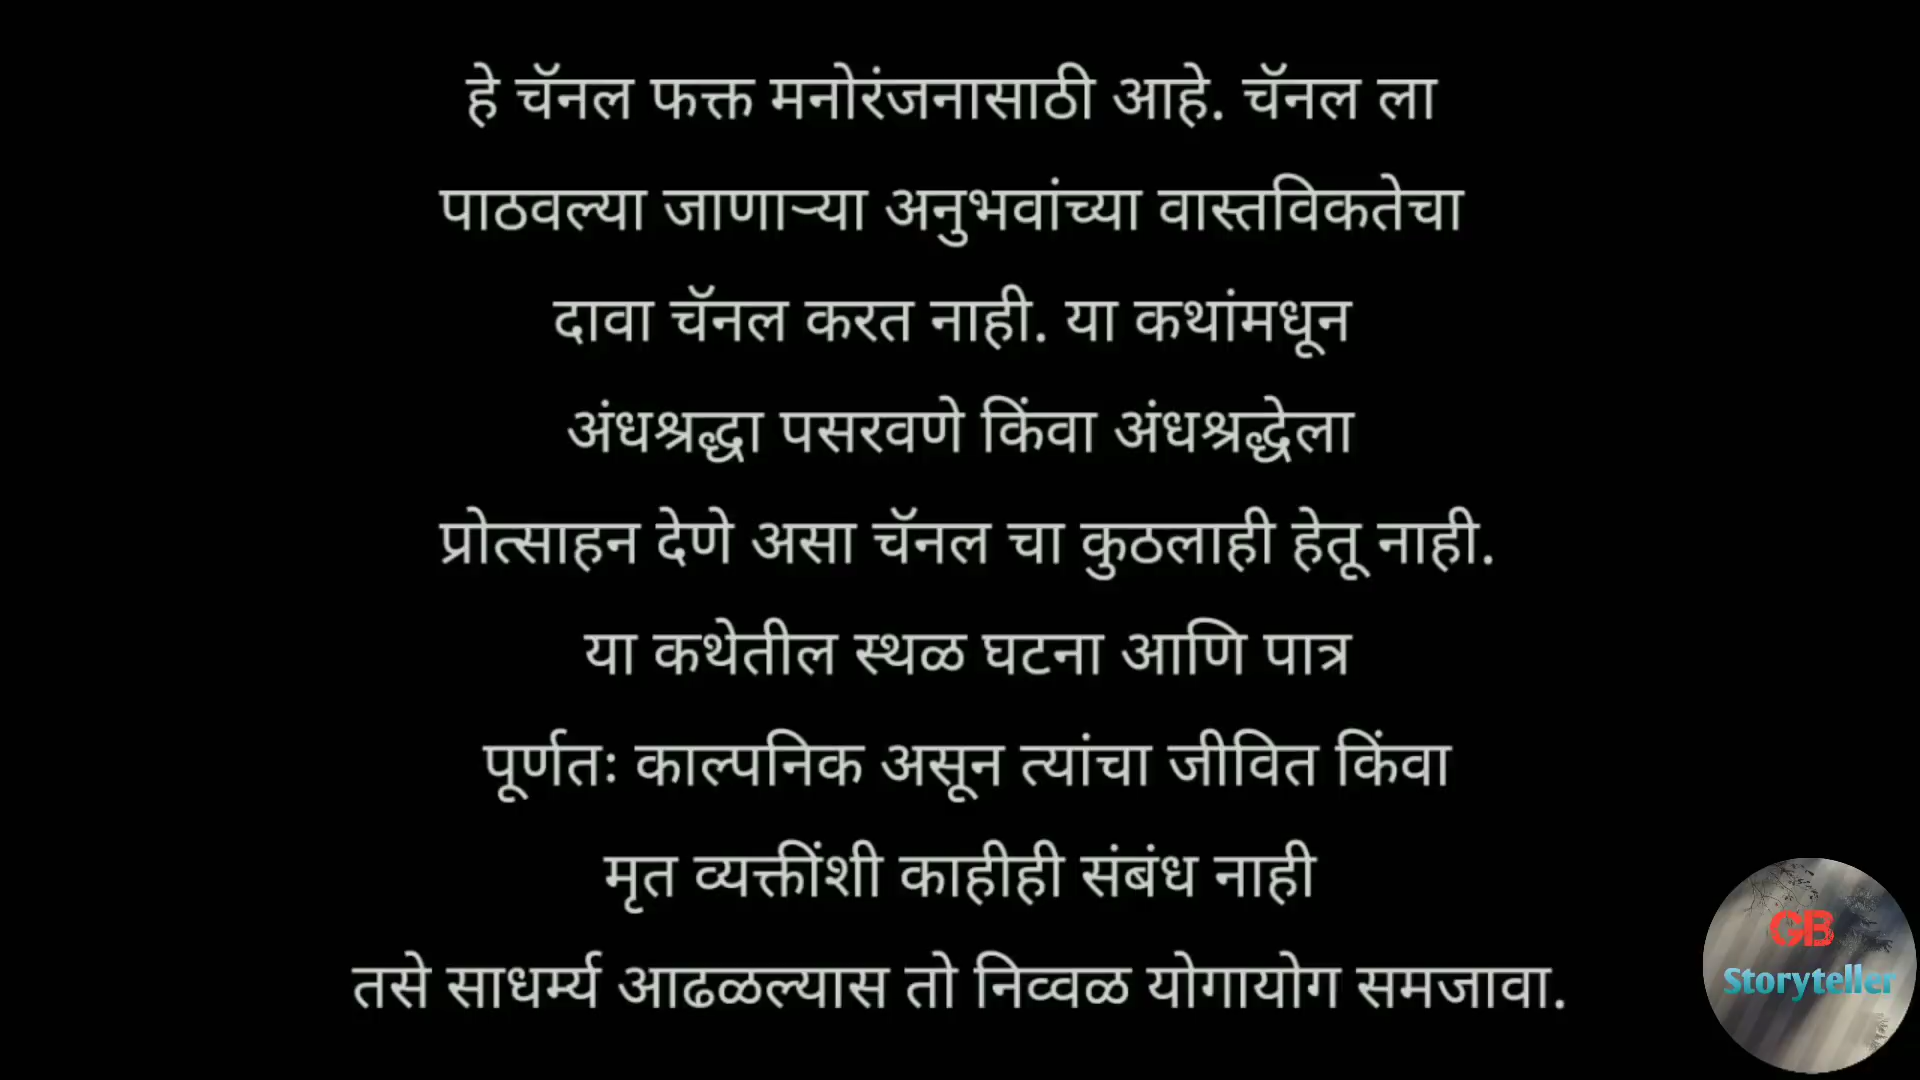 हे चॅनल फक्त मनोरंजनासाठी आहे. चॅनल ला
पाठवल्या जाणाऱ्या अनुभवांच्या वास्तविकतेचा
दावा चॅनल करत नाही. या कथांमधून
अंधश्रद्धा पसरवणे किंवा अंधश्रद्धेला
प्रोत्साहन देणे असा चॅनल चा कुठलाही हेतू नाही.
या कथेतील स्थळ घटना आणि पात्र
पूर्णतः काल्पनिक असून त्यांचा जीवित किंवा
मृत व्यक्तींशी काहीही संबंध नाही
तसे साधर्म्य आढळल्यास तो निव्वळ योगायोग समजावा.
GB
Storyteller